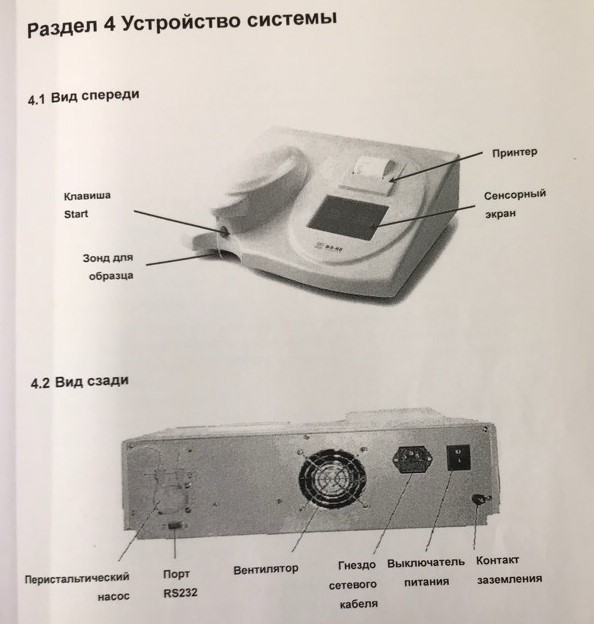 Раздел 4 Устройство системы
4.1 Вид спереди
Принтер
Клавиша
Start
Сенсорный
экран
Зонд для
образца
4.2 Вид сзади
Перистальтический
насос
Порт
RS232
Вентилятор
Гнездо
сетевого
кабеля
Выключатель
питания
Контакт
заземления